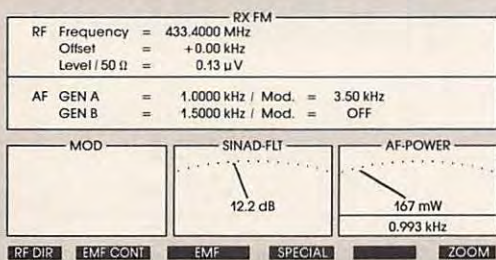 RX FM
RF Frequency = 433.4000 MHz
Offset = +0.00 kHz
Level / 50 Ω = 0.13 µV
AF GEN A = 1.0000 kHz / Mod. = 3.50 kHz
GEN B = 1.5000 kHz / Mod. = OFF
MOD
SINAD-FLT
12.2 dB
AF-POWER
167 mW
0.993 kHz
RF DIR EMF CONT EMF SPECIAL ZOOM